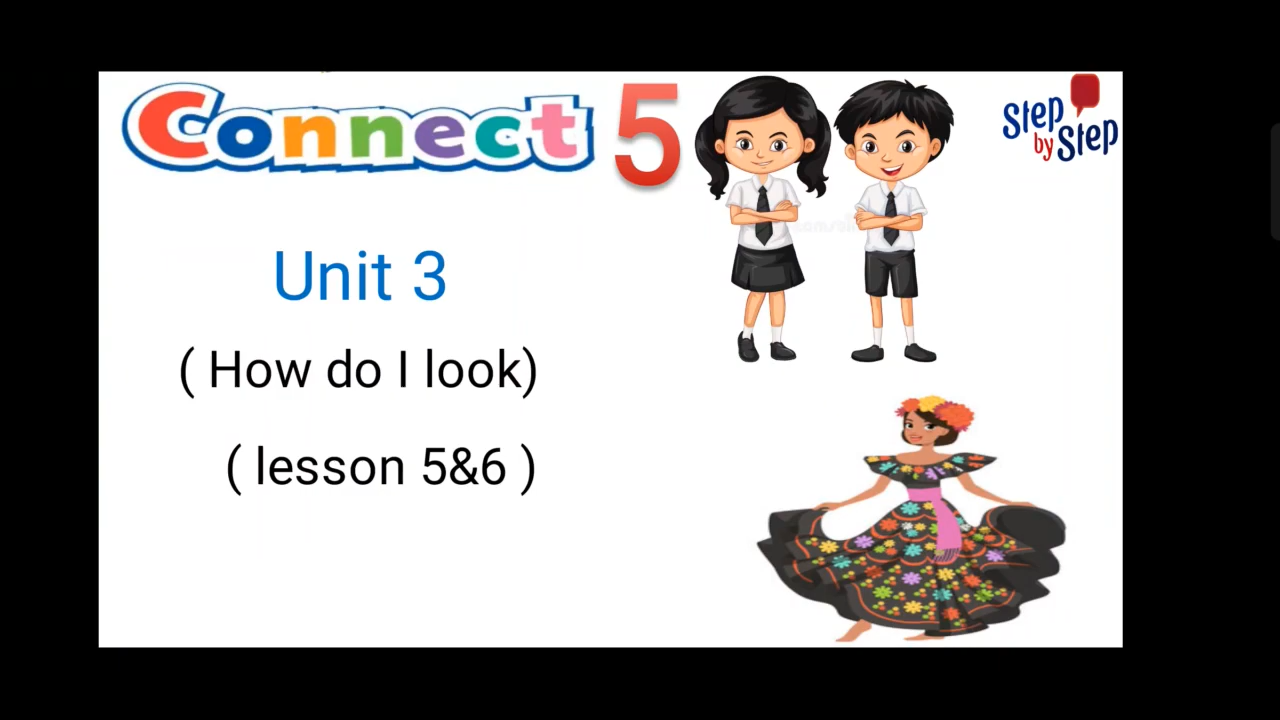 Connect 5
Step
by Step
Unit 3
( How do I look)
( lesson 5&6 )